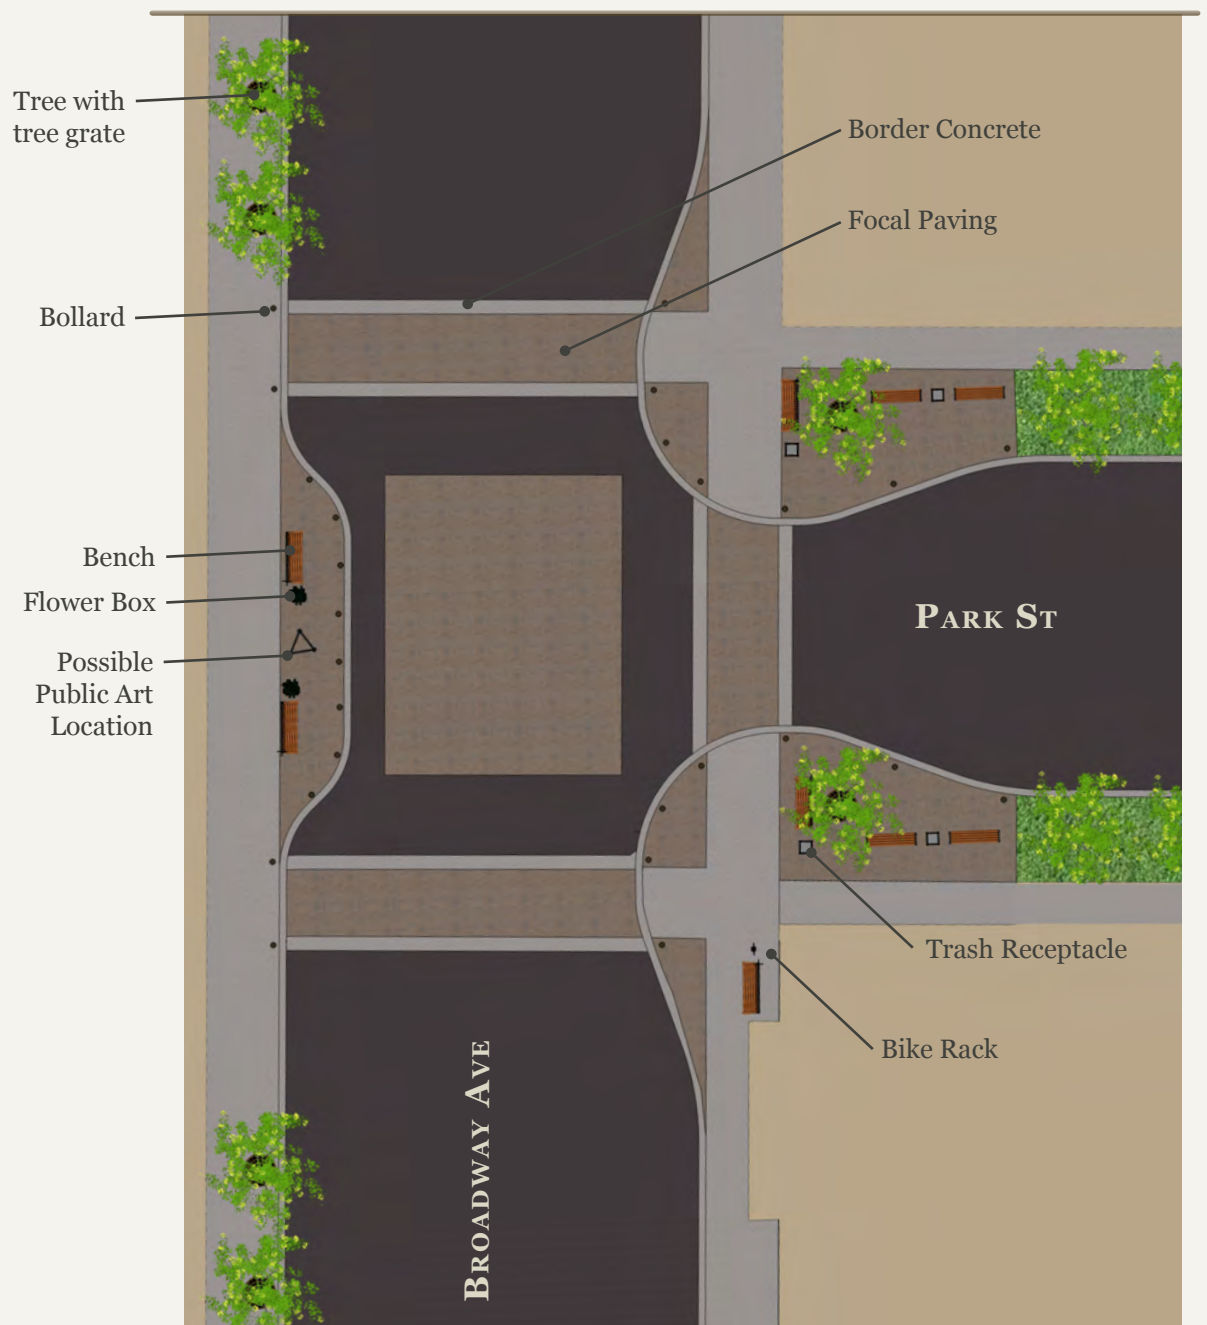 Tree with
tree grate
Border Concrete
Focal Paving
Bollard
Bench
Flower Box
Possible
Public Art
Location
Park St
Trash Receptacle
Bike Rack
Broadway Ave